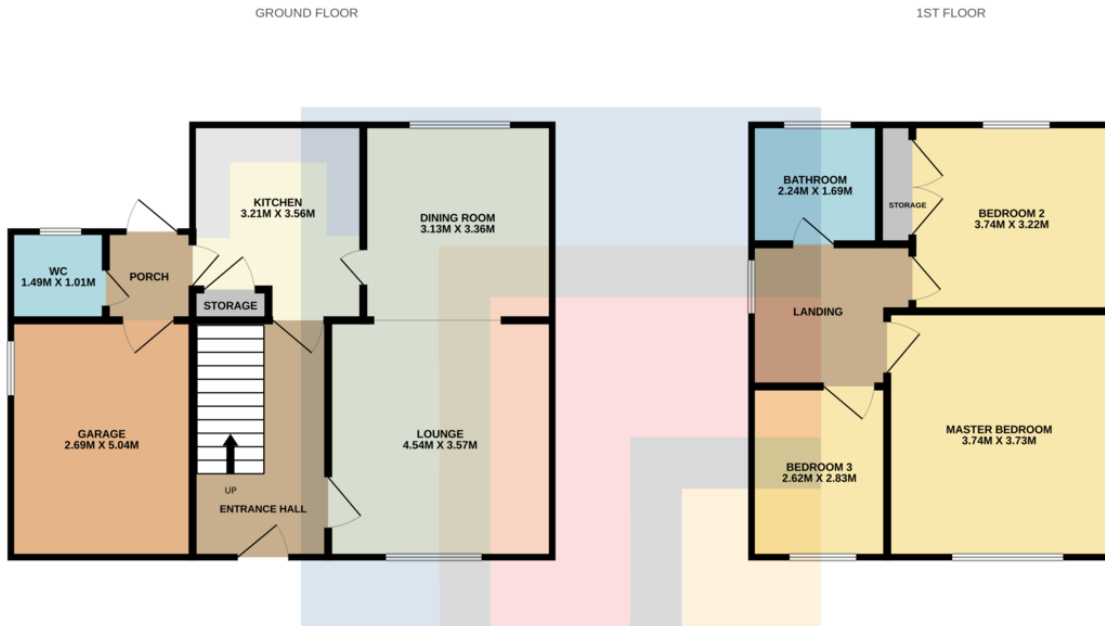 GROUND FLOOR
1ST FLOOR
KITCHEN
3.21M X 3.56M
DINING ROOM
3.13M X 3.36M
WC
1.49M X 1.01M
PORCH
STORAGE
GARAGE
2.69M X 5.04M
LOUNGE
4.54M X 3.57M
UP
ENTRANCE HALL
BATHROOM
2.24M X 1.69M
STORAGE
BEDROOM 2
3.74M X 3.22M
LANDING
MASTER BEDROOM
3.74M X 3.73M
BEDROOM 3
2.62M X 2.83M